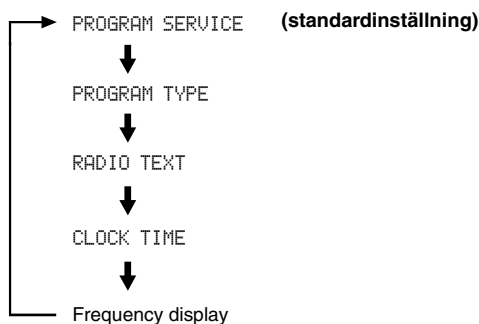 PROGRAM SERVICE (standardinställning)
PROGRAM TYPE
RADIO TEXT
CLOCK TIME
Frequency display